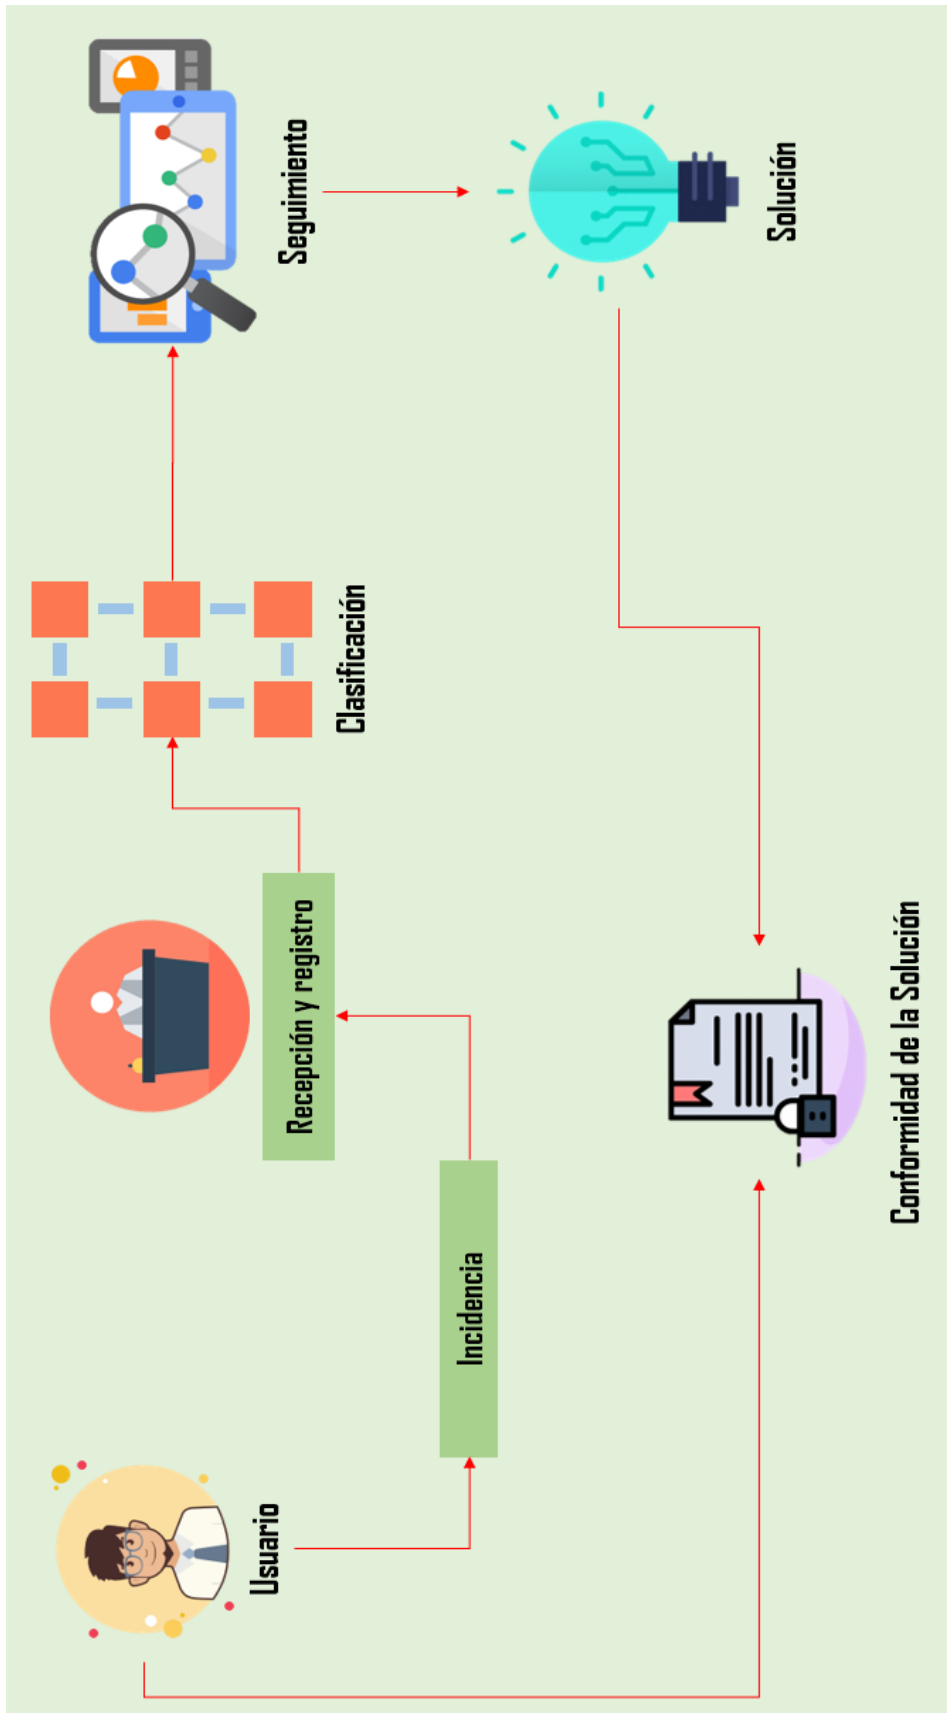 Usuario
Incidencia
Recepción y registro
Clasificación
Seguimiento
Solución
Conformidad de la Solución